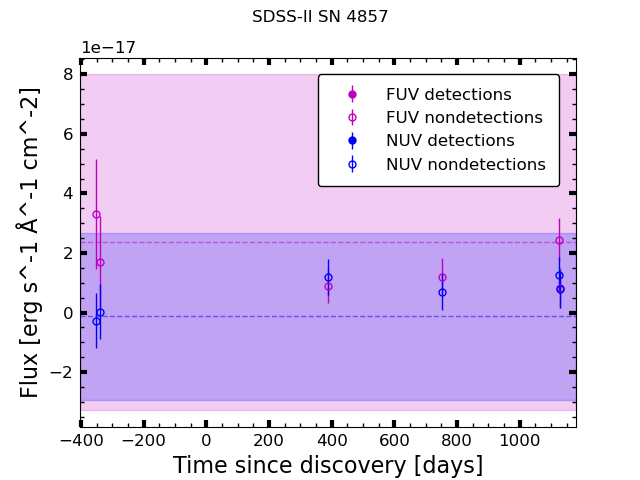 SDSS-II SN 4857
1e−17
8
6
4
2
0
−2
Flux [erg s^-1 Å^-1 cm^-2]
FUV detections
FUV nondetections
NUV detections
NUV nondetections
−400 −200 0 200 400 600 800 1000
Time since discovery [days]